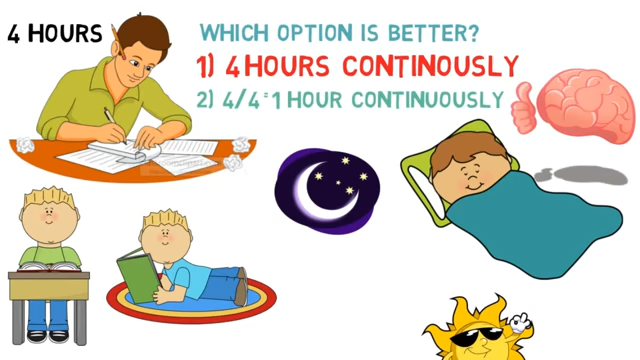 4 HOURS
WHICH OPTION IS BETTER?
1) 4 HOURS CONTINOUSLY
2) 4/4=1 HOUR CONTINUOUSLY